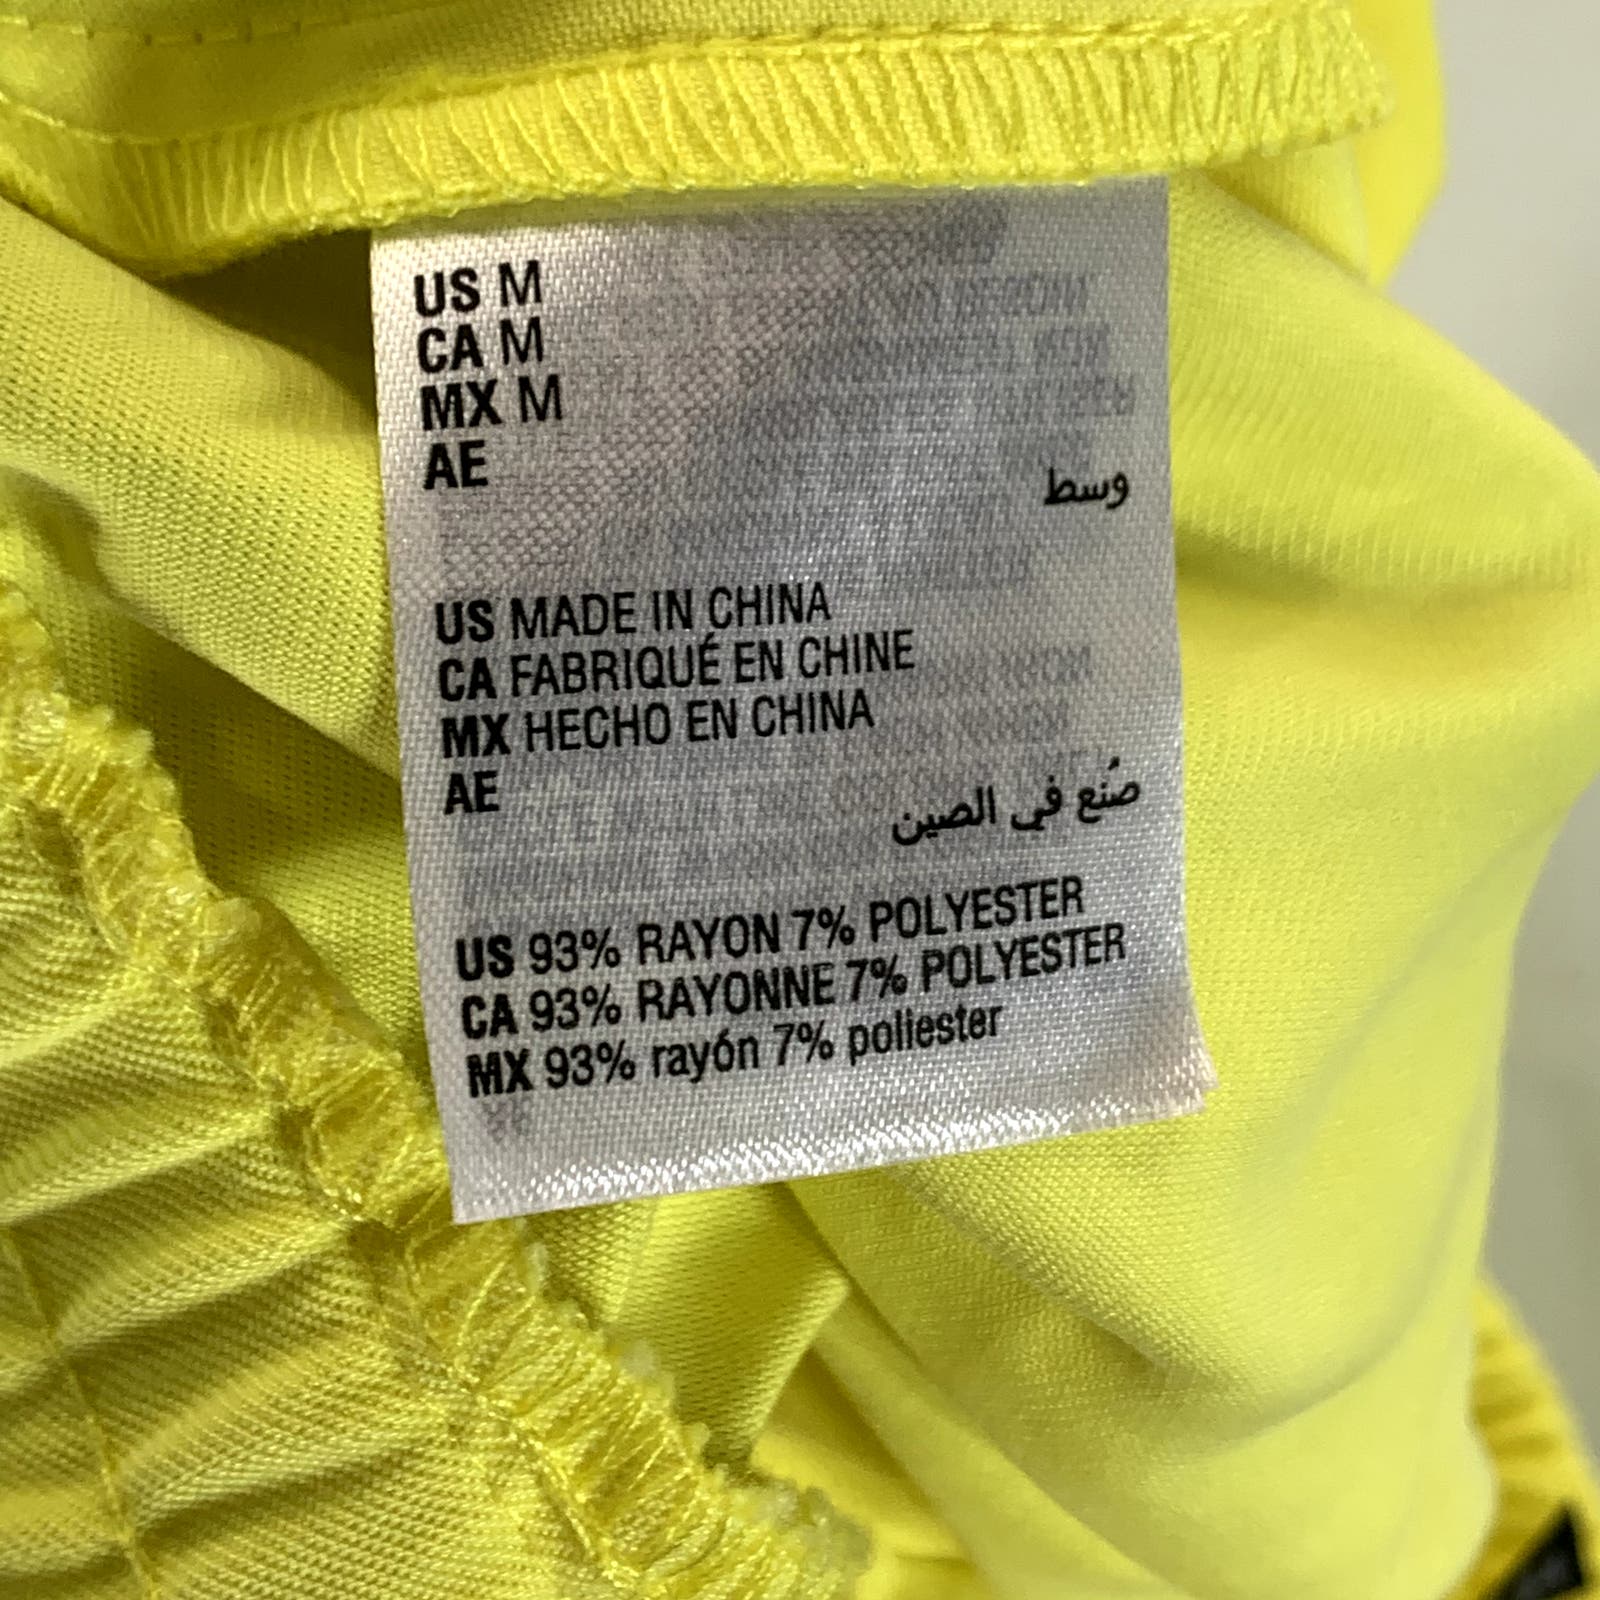 US M
CA M
MX M
AE
وسط
US MADE IN CHINA
CA FABRIQUÉ EN CHINE
MX HECHO EN CHINA
AE
صُنع في الصين
US 93% RAYON 7% POLYESTER
CA 93% RAYONNE 7% POLYESTER
MX 93% rayón 7% poliester